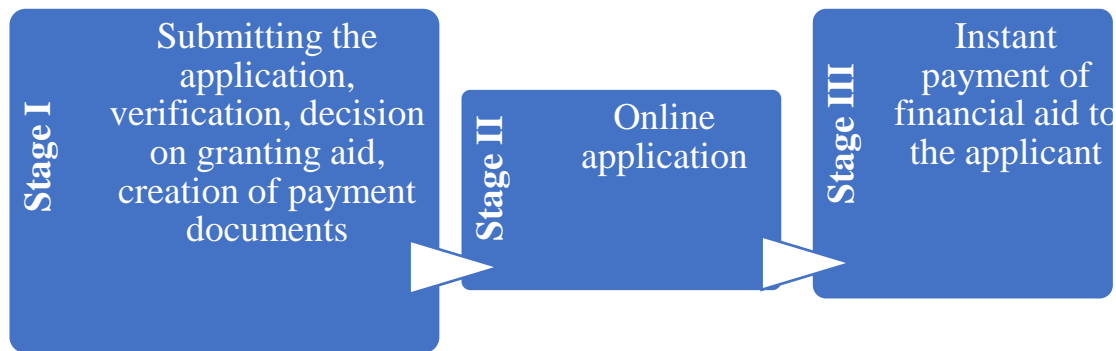 Stage I
Submitting the
application,
verification, decision
on granting aid,
creation of payment
documents
Stage II
Online
application
Stage III
Instant
payment of
financial aid to
the applicant